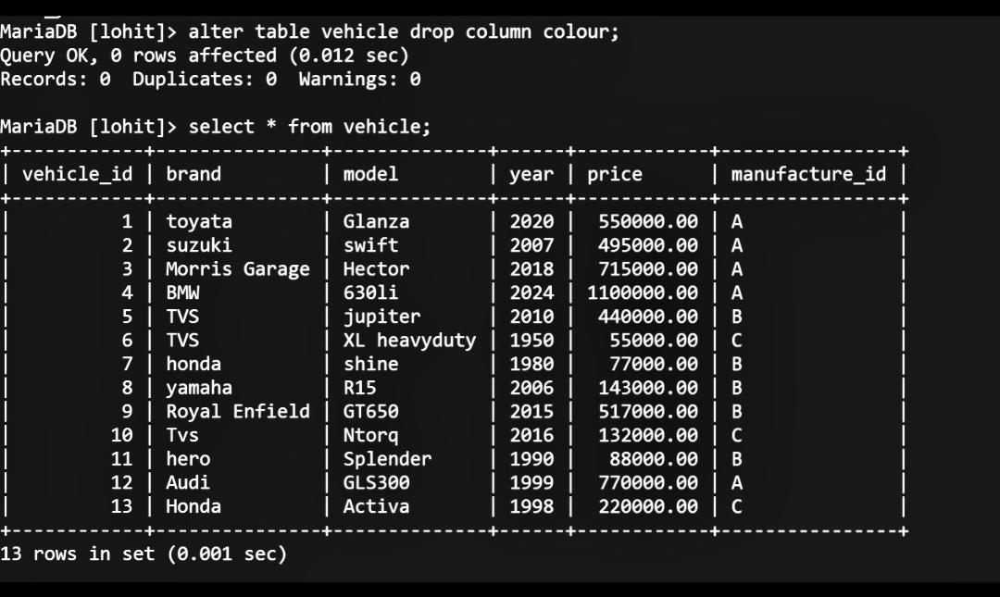 MariaDB [lohit]> alter table vehicle drop column colour;
Query OK, 0 rows affected (0.012 sec)
Records: 0  Duplicates: 0  Warnings: 0
MariaDB [lohit]> select * from vehicle;
+------------+---------------+--------------+------+------------+----------------+
| vehicle_id | brand         | model        | year | price      | manufacture_id |
+------------+---------------+--------------+------+------------+----------------+
|          1 | toyata        | Glanza       | 2020 |  550000.00 | A              |
|          2 | suzuki        | swift        | 2007 |  495000.00 | A              |
|          3 | Morris Garage | Hector       | 2018 |  715000.00 | A              |
|          4 | BMW           | 630li        | 2024 | 1100000.00 | A              |
|          5 | TVS           | jupiter      | 2010 |  440000.00 | B              |
|          6 | TVS           | XL heavyduty | 1950 |   55000.00 | C              |
|          7 | honda         | shine        | 1980 |   77000.00 | B              |
|          8 | yamaha        | R15          | 2006 |  143000.00 | B              |
|          9 | Royal Enfield | GT650        | 2015 |  517000.00 | B              |
|         10 | Tvs           | Ntorq        | 2016 |  132000.00 | C              |
|         11 | hero          | Splender     | 1990 |   88000.00 | B              |
|         12 | Audi          | GLS300       | 1999 |  770000.00 | A              |
|         13 | Honda         | Activa       | 1998 |  220000.00 | C              |
+------------+---------------+--------------+------+------------+----------------+
13 rows in set (0.001 sec)